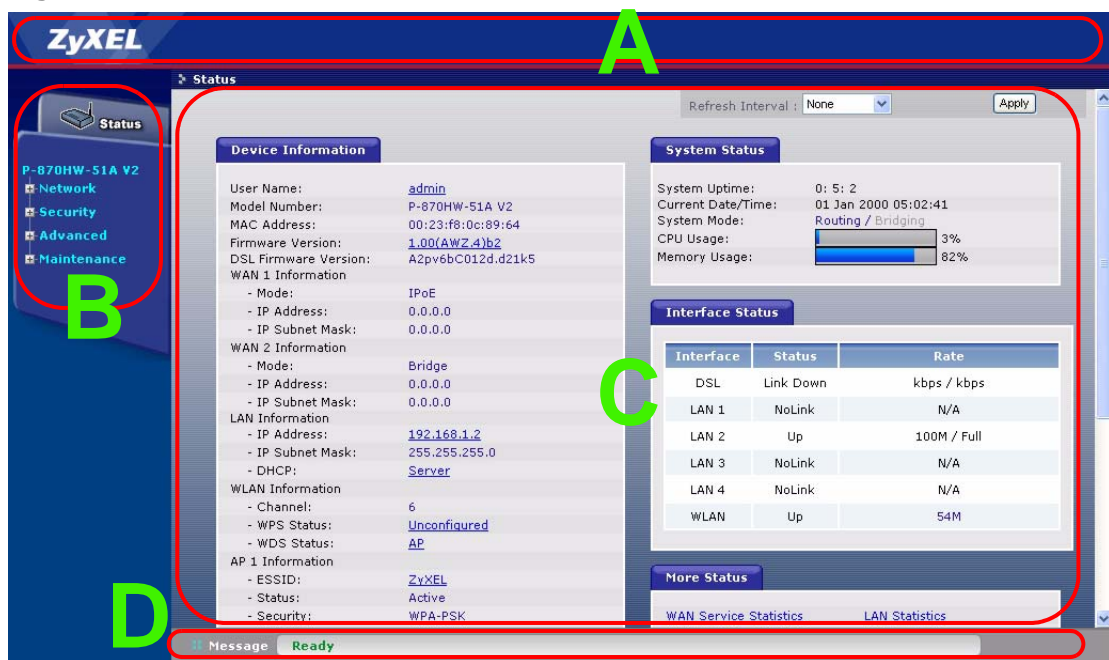 ZyXEL
A
Status
Status
Refresh Interval : None
Apply
P-870HW-51A V2
Network
Security
Advanced
Maintenance
B
Device Information
User Name: admin
Model Number: P-870HW-51A V2
MAC Address: 00:23:f8:0c:89:64
Firmware Version: 1.00(AWZ.4)b2
DSL Firmware Version: A2pv6bC012d.d21k5
WAN 1 Information
- Mode: IPoE
- IP Address: 0.0.0.0
- IP Subnet Mask: 0.0.0.0
WAN 2 Information
- Mode: Bridge
- IP Address: 0.0.0.0
- IP Subnet Mask: 0.0.0.0
LAN Information
- IP Address: 192.168.1.2
- IP Subnet Mask: 255.255.255.0
- DHCP: Server
WLAN Information
- Channel: 6
- WPS Status: Unconfigured
- WDS Status: AP
AP 1 Information
- ESSID: ZyXEL
- Status: Active
- Security: WPA-PSK
System Status
System Uptime: 0: 5: 2
Current Date/Time: 01 Jan 2000 05:02:41
System Mode: Routing / Bridging
CPU Usage: 3%
Memory Usage: 82%
Interface Status
Interface Status Rate
DSL Link Down kbps / kbps
LAN 1 NoLink N/A
LAN 2 Up 100M / Full
LAN 3 NoLink N/A
LAN 4 NoLink N/A
WLAN Up 54M
C
More Status
WAN Service Statistics LAN Statistics
D
Message Ready